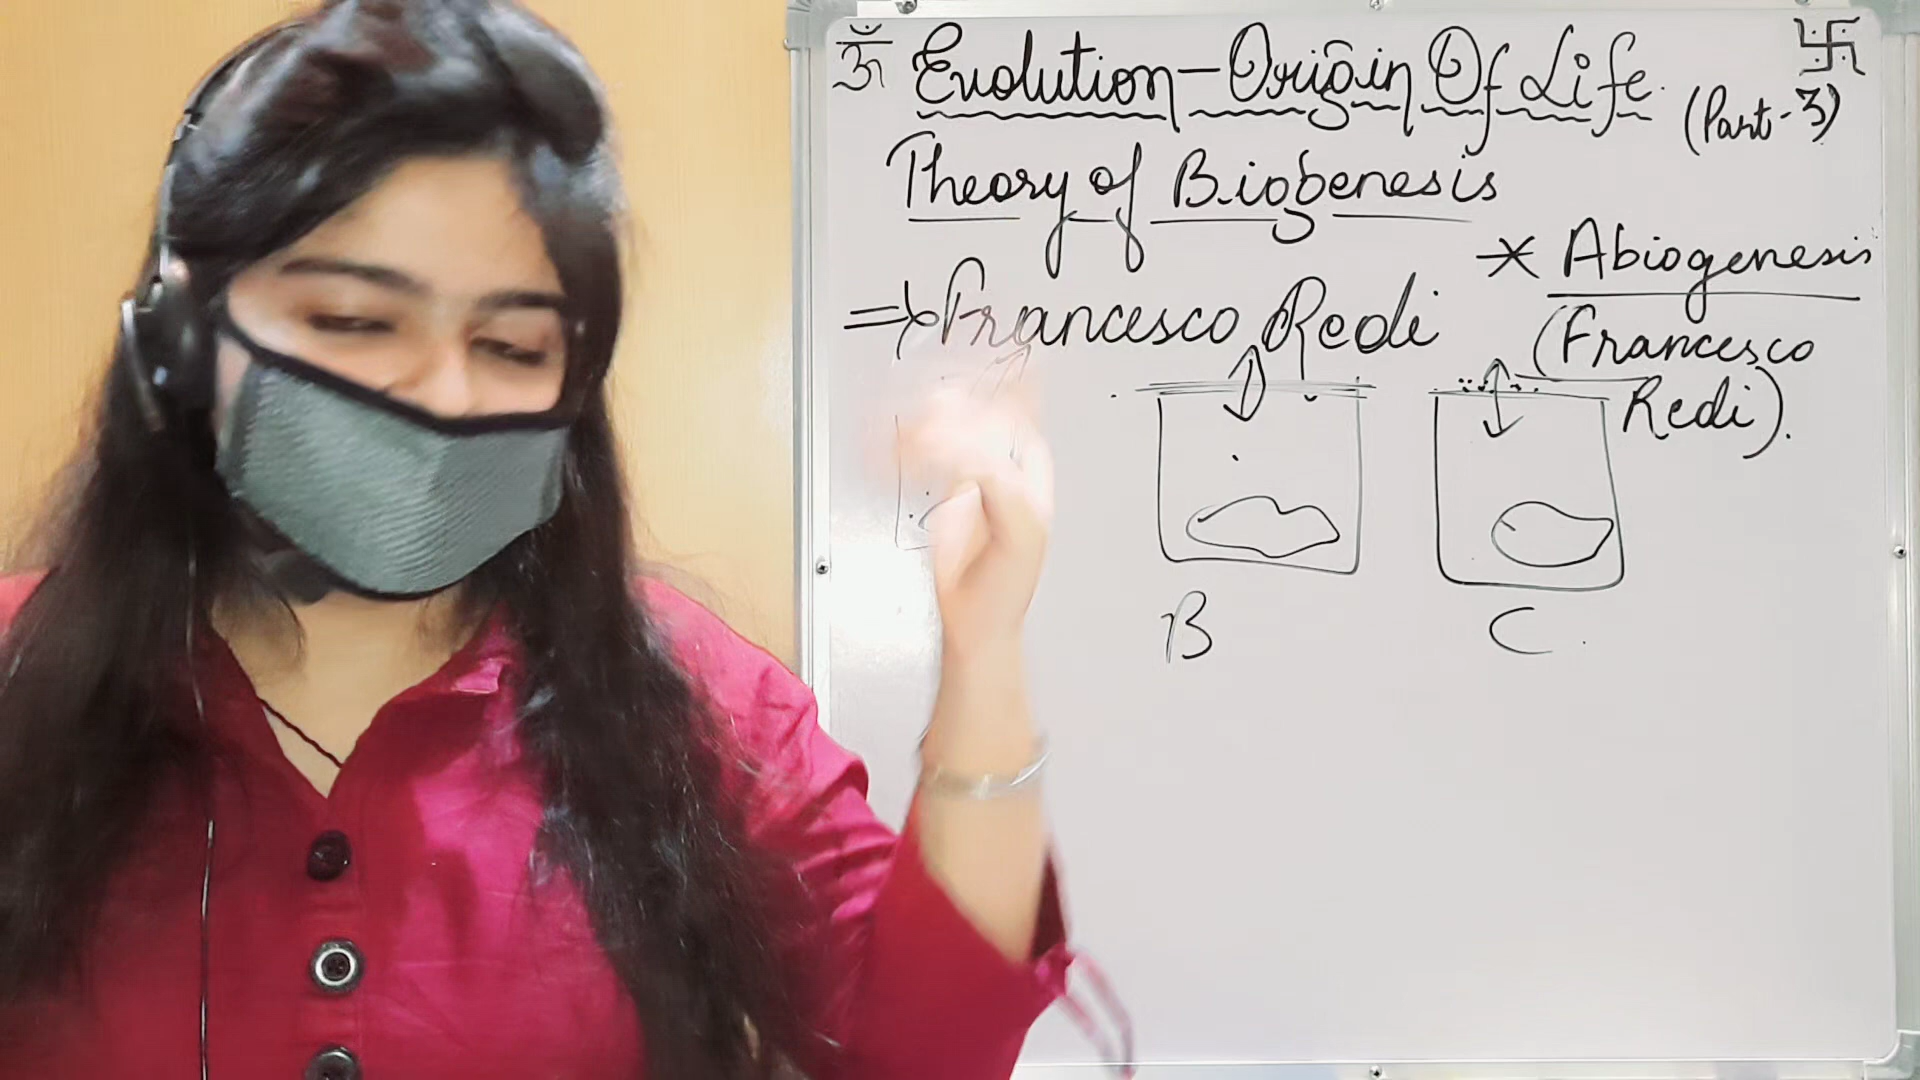 ॐ Evolution-Origin Of Life
(Part-3)
Theory of Biogenesis
* Abiogenesis
(Francesco
Redi).
=> Francesco Redi
B
C